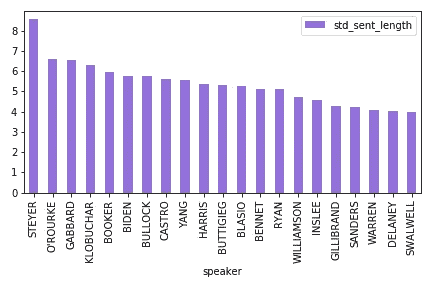 std_sent_length
8
7
6
5
4
3
2
1
0
STEYER
O'ROURKE
GABBARD
KLOBUCHAR
BOOKER
BIDEN
BULLOCK
CASTRO
YANG
HARRIS
BUTTIGIEG
BLASIO
BENNET
RYAN
WILLIAMSON
INSLEE
GILLIBRAND
SANDERS
WARREN
DELANEY
SWALWELL
speaker